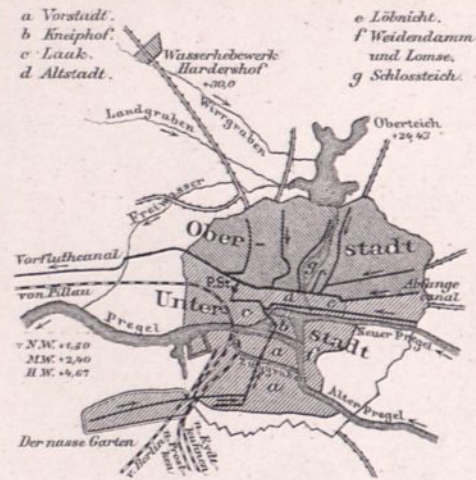 a Vorstadt.
b Kneiphof.
c Laak.
d Altstadt.
e Löbnicht.
f Weidendamm
und Lomse.
g Schlossteich.
Wasserhebewerk
Hardershof
+30,0
Landgraben
Wirrgraben
Oberteich
+24,43
Freiwasser
Ober-
stadt
Vorfluthcanal
von Pillau
P.St.
g
Unter
c
d
e
canal
b
stadt
Pregel
Neuer Pregel
N.W. +1,50
M.W. +2,40
H.W. +4,67
a
f
a
Alter Pregel
Der nasse Garten
v. Berlin